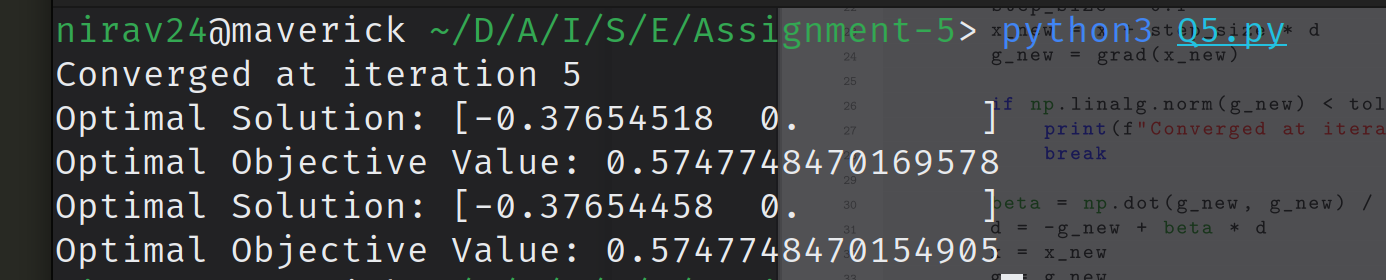 nirav24@maverick ~/D/A/I/S/E/Assignment-5> python3 Q5.py
Converged at iteration 5
Optimal Solution: [-0.37654518  0.        ]
Optimal Objective Value: 0.5747748470169578
Optimal Solution: [-0.37654458  0.        ]
Optimal Objective Value: 0.5747748470154905
24 g_new = grad(x_new)
25
26 if np.linalg.norm(g_new) < tol
27 print(f"Converged at itera
break
29
30 beta = np.dot(g_new, g_new) /
31 d = -g_new + beta * d
= x_new
33 g_new